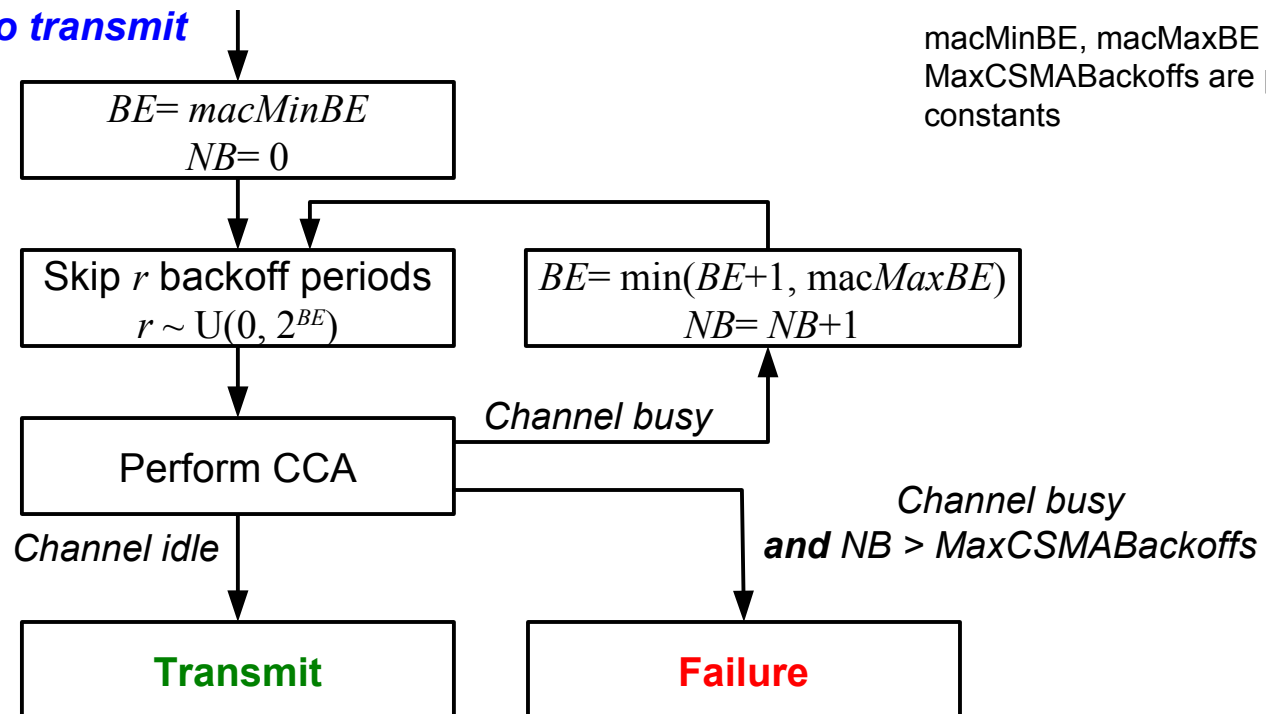 o transmit
macMinBE, macMaxBE
MaxCSMABackoffs are
constants
BE= macMinBE
NB= 0
Skip r backoff periods
r ~ U(0, 2^{BE})
BE= min(BE+1, macMaxBE)
NB= NB+1
Channel busy
Perform CCA
Channel busy
and NB > MaxCSMABackoffs
Channel idle
Transmit
Failure